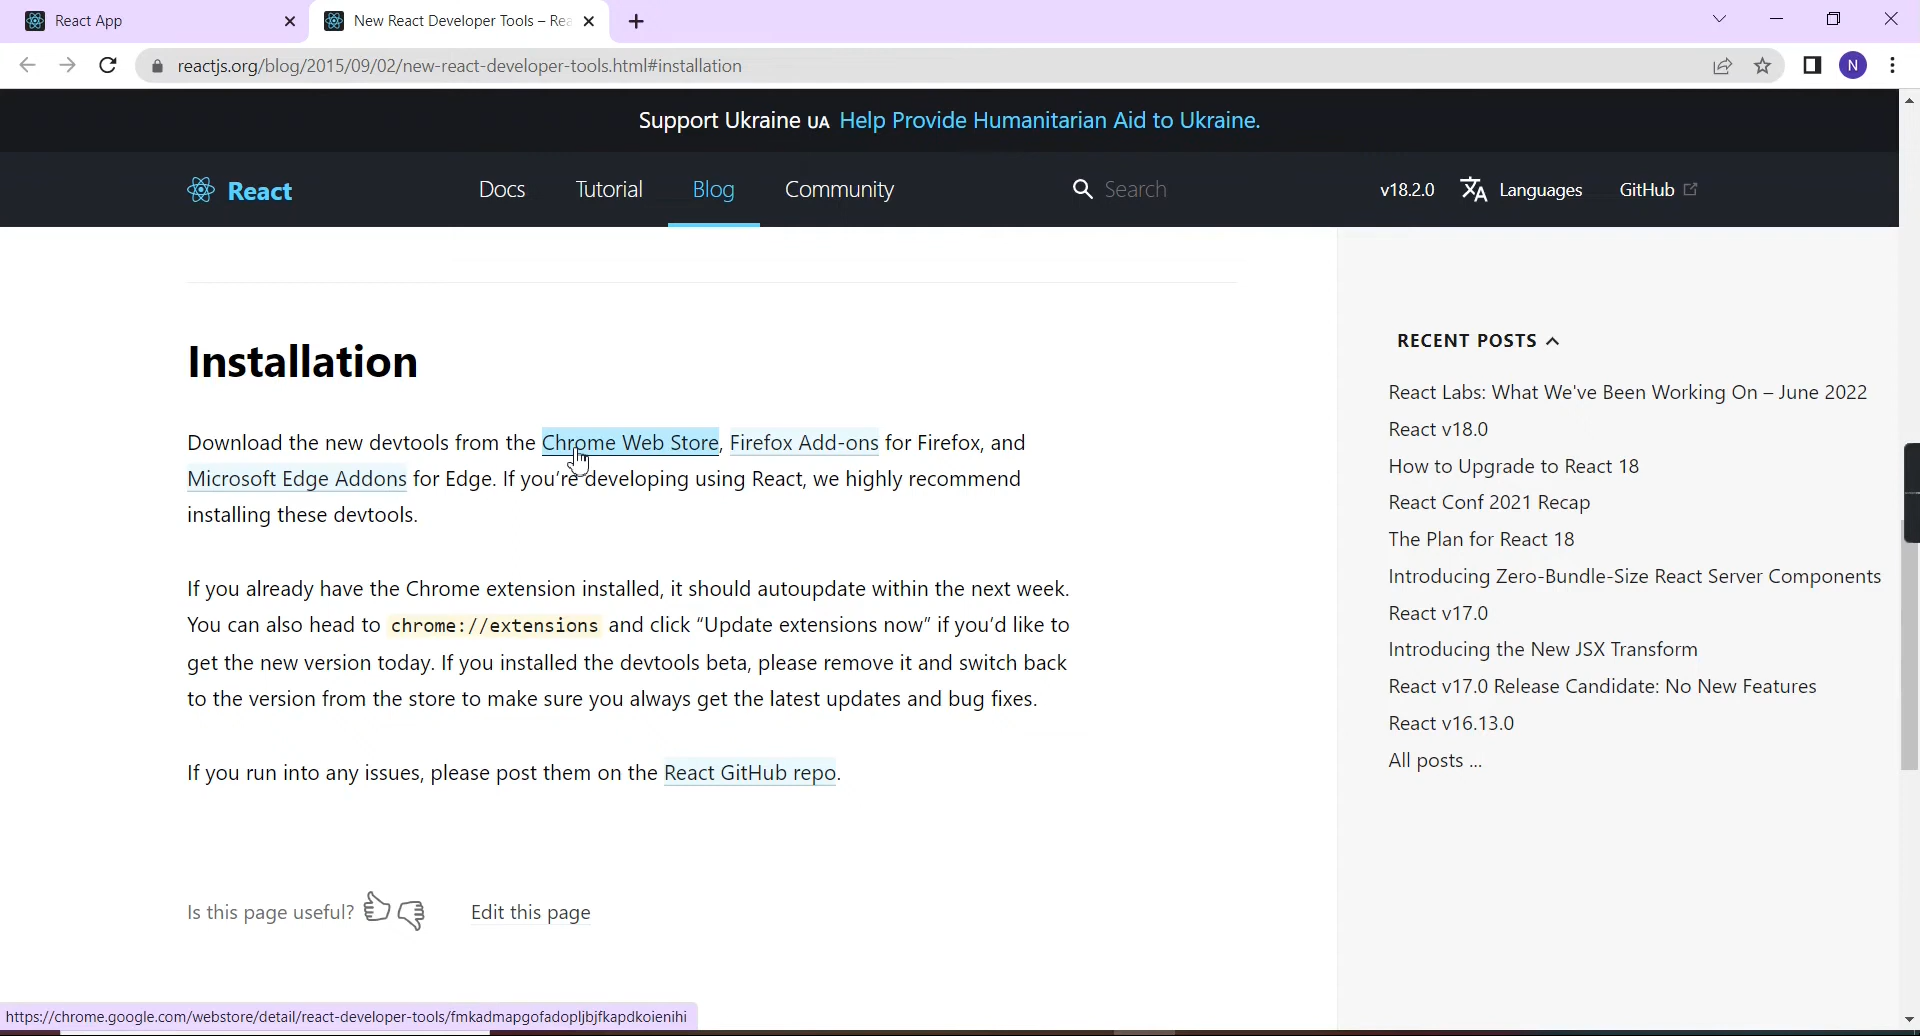 React App
New React Developer Tools – Rea
reactjs.org/blog/2015/09/02/new-react-developer-tools.html#installation
N
Support Ukraine UA Help Provide Humanitarian Aid to Ukraine.
React
Docs
Tutorial
Blog
Community
Search
v18.2.0
Languages
GitHub
Installation
Download the new devtools from the Chrome Web Store, Firefox Add-ons for Firefox, and
Microsoft Edge Addons for Edge. If you're developing using React, we highly recommend
installing these devtools.
If you already have the Chrome extension installed, it should autoupdate within the next week.
You can also head to chrome://extensions and click “Update extensions now” if you'd like to
get the new version today. If you installed the devtools beta, please remove it and switch back
to the version from the store to make sure you always get the latest updates and bug fixes.
If you run into any issues, please post them on the React GitHub repo.
Is this page useful?
Edit this page
RECENT POSTS
React Labs: What We've Been Working On – June 2022
React v18.0
How to Upgrade to React 18
React Conf 2021 Recap
The Plan for React 18
Introducing Zero-Bundle-Size React Server Components
React v17.0
Introducing the New JSX Transform
React v17.0 Release Candidate: No New Features
React v16.13.0
All posts ...
https://chrome.google.com/webstore/detail/react-developer-tools/fmkadmapgofadopljbjfkapdkoienihi